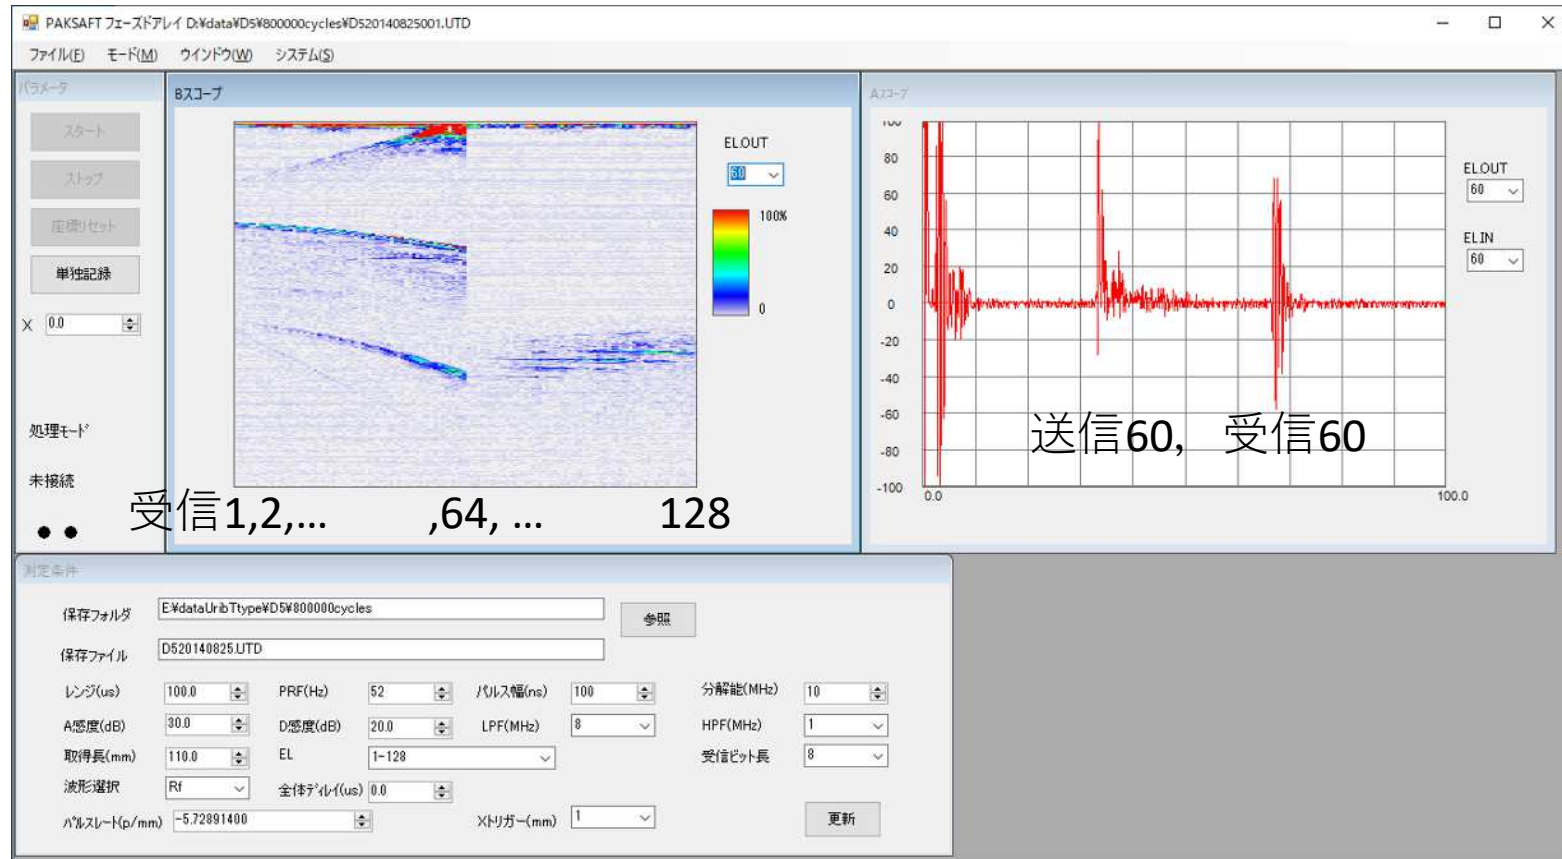 PAKSAFT フェーズドアレイ D:¥data¥D5¥800000cycles¥D520140825001.UTD
ファイル(F) モード(M) ウインドウ(W) システム(S)
パラメータ
スタート
ストップ
座標リセット
単独記録
X 0.0
処理モード
未接続
Bスコープ
ELOUT
60
100%
0
受信1,2,… ,64, … 128
Aスコープ
100
80
60
40
20
0
-20
-40
-60
-80
-100
0.0 100.0
送信60, 受信60
ELOUT
60
ELIN
60
測定条件
保存フォルダ E:¥dataUribTtype¥D5¥800000cycles 参照
保存ファイル D520140825.UTD
レンジ(us) 100.0 PRF(Hz) 52 パルス幅(ns) 100 分解能(MHz) 10
A感度(dB) 30.0 D感度(dB) 20.0 LPF(MHz) 8 HPF(MHz) 1
取得長(mm) 110.0 EL 1-128 受信ビット長 8
波形選択 Rf 全体ディレイ(us) 0.0
パルスレート(p/mm) -5.72891400 Xトリガー(mm) 1 更新